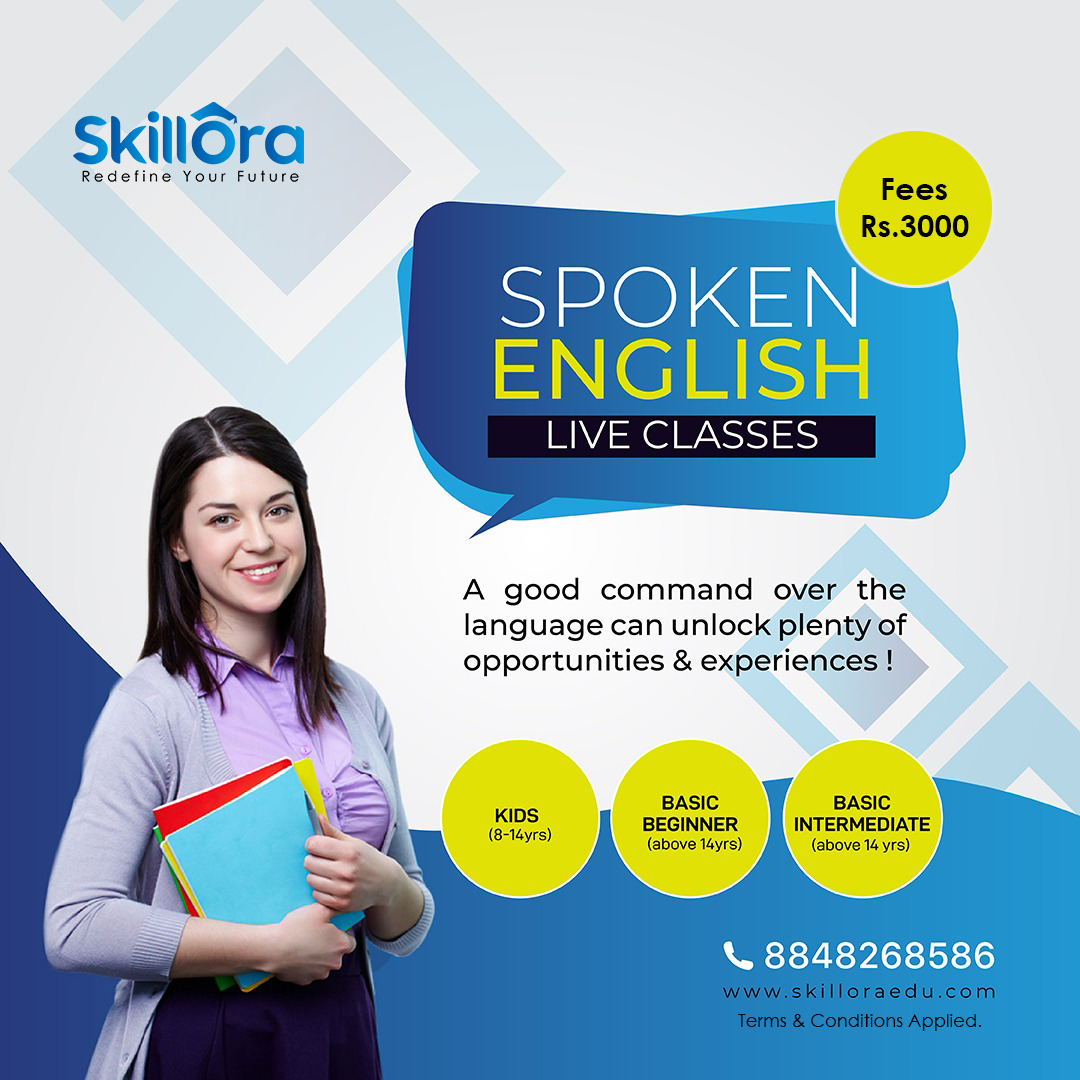 SkillOra
Redefine Your Future
Fees
Rs.3000
SPOKEN
ENGLISH
LIVE CLASSES
A good command over the
language can unlock plenty of
opportunities & experiences !
KIDS
(8-14yrs)
BASIC
BEGINNER
(above 14yrs)
BASIC
INTERMEDIATE
(above 14 yrs)
8848268586
www.skilloraedu.com
Terms & Conditions Applied.